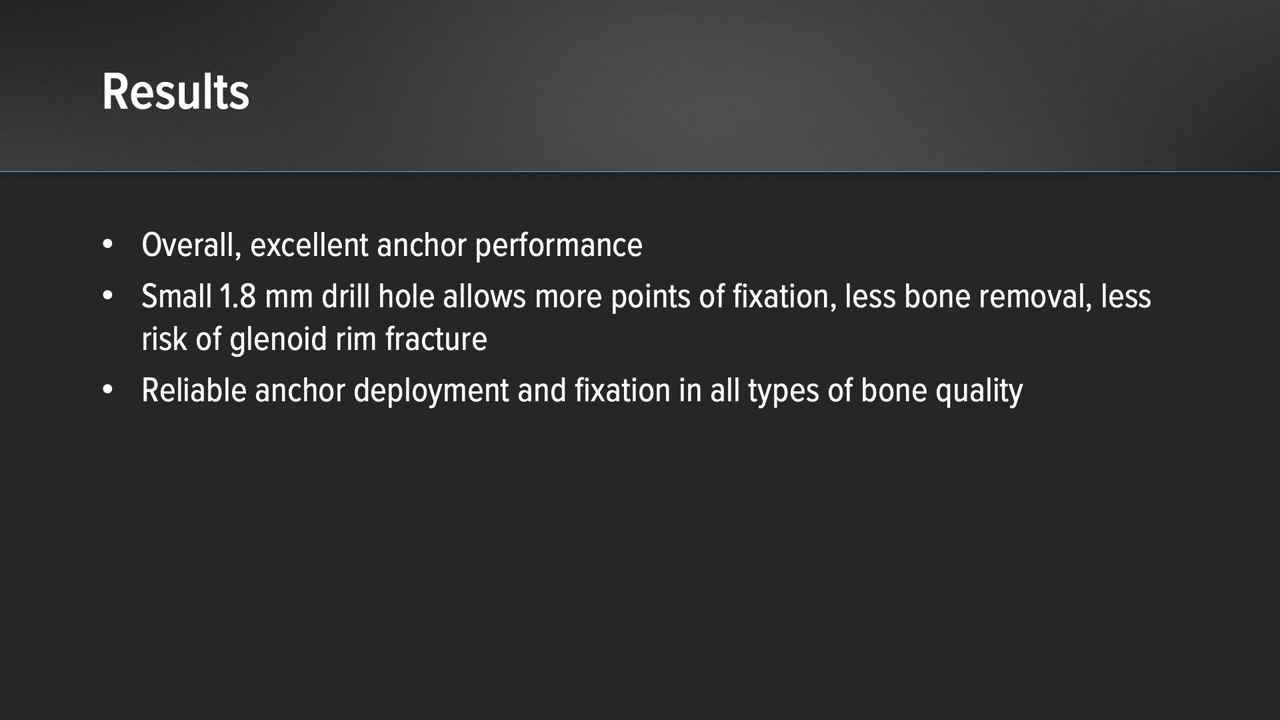 Results
• Overall, excellent anchor performance
• Small 1.8 mm drill hole allows more points of fixation, less bone removal, less
risk of glenoid rim fracture
• Reliable anchor deployment and fixation in all types of bone quality